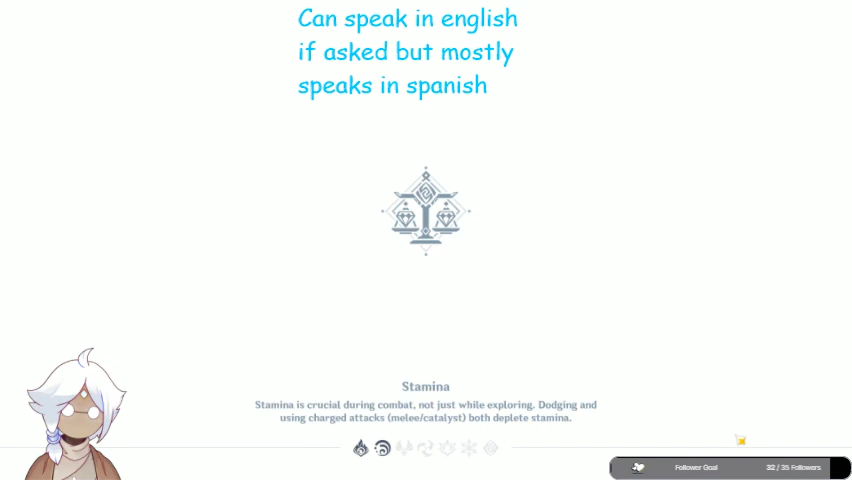 Can speak in english
if asked but mostly
speaks in spanish
Stamina
Stamina is crucial during combat, not just while exploring. Dodging and
using charged attacks (melee/catalyst) both deplete stamina.
Follower Goal 32 / 35 Followers